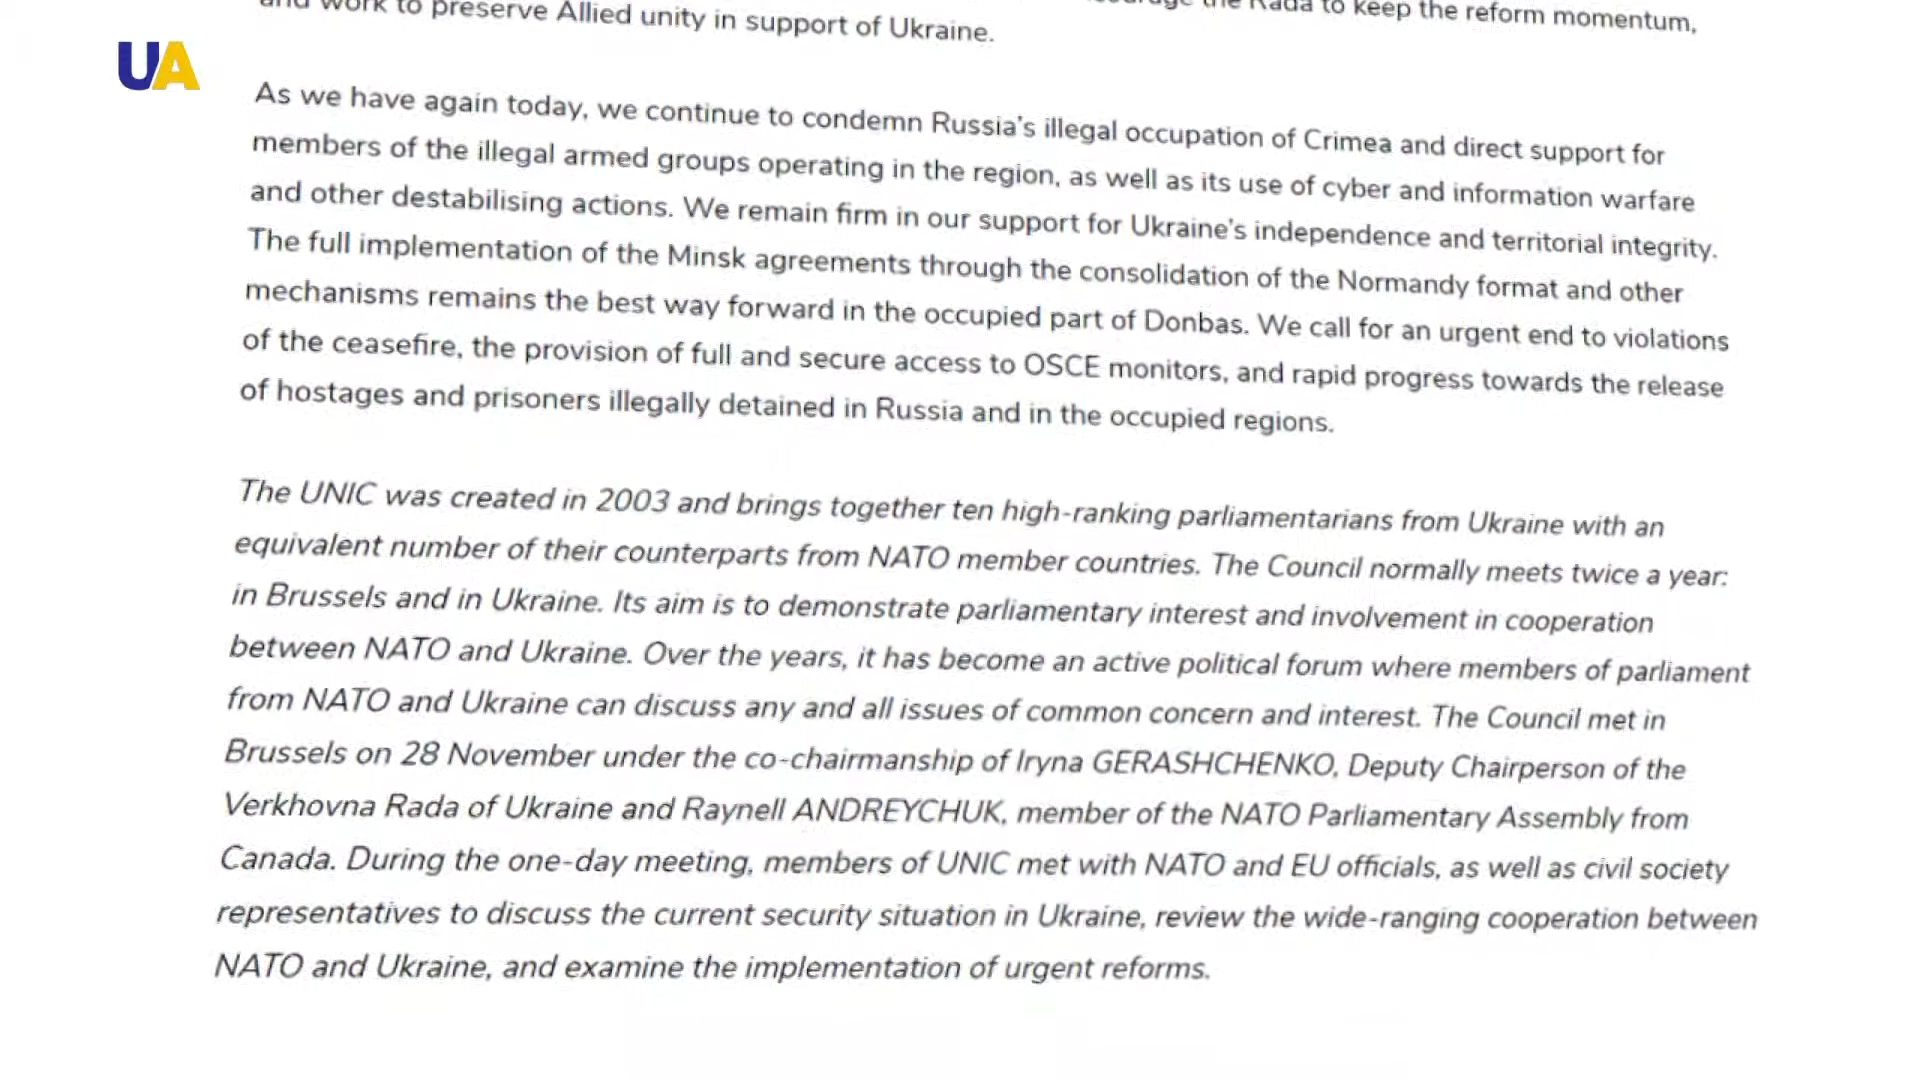 and work to preserve Allied unity in support of Ukraine. the Rada to keep the reform momentum,
UA
As we have again today, we continue to condemn Russia's illegal occupation of Crimea and direct support for
members of the illegal armed groups operating in the region, as well as its use of cyber and information warfare
and other destabilising actions. We remain firm in our support for Ukraine's independence and territorial integrity.
The full implementation of the Minsk agreements through the consolidation of the Normandy format and other
mechanisms remains the best way forward in the occupied part of Donbas. We call for an urgent end to violations
of the ceasefire, the provision of full and secure access to OSCE monitors, and rapid progress towards the release
of hostages and prisoners illegally detained in Russia and in the occupied regions.
The UNIC was created in 2003 and brings together ten high-ranking parliamentarians from Ukraine with an
equivalent number of their counterparts from NATO member countries. The Council normally meets twice a year:
in Brussels and in Ukraine. Its aim is to demonstrate parliamentary interest and involvement in cooperation
between NATO and Ukraine. Over the years, it has become an active political forum where members of parliament
from NATO and Ukraine can discuss any and all issues of common concern and interest. The Council met in
Brussels on 28 November under the co-chairmanship of Iryna GERASHCHENKO, Deputy Chairperson of the
Verkhovna Rada of Ukraine and Raynell ANDREYCHUK, member of the NATO Parliamentary Assembly from
Canada. During the one-day meeting, members of UNIC met with NATO and EU officials, as well as civil society
representatives to discuss the current security situation in Ukraine, review the wide-ranging cooperation between
NATO and Ukraine, and examine the implementation of urgent reforms.